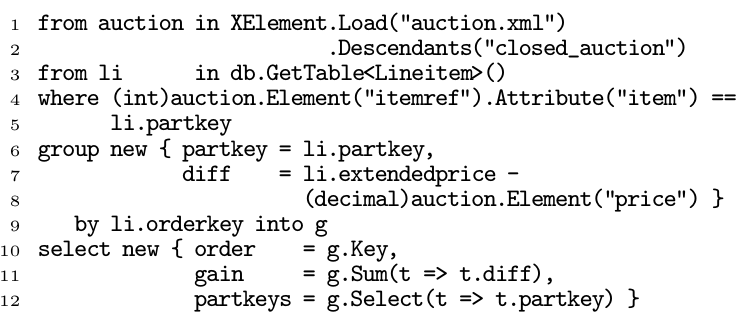 1 from auction in XElement.Load("auction.xml")
2                         .Descendants("closed_auction")
3 from li      in db.GetTable<Lineitem>()
4 where (int)auction.Element("itemref").Attribute("item") ==
5       li.partkey
6 group new { partkey = li.partkey,
7             diff    = li.extendedprice -
8                       (decimal)auction.Element("price") }
9    by li.orderkey into g
10 select new { order    = g.Key,
11              gain     = g.Sum(t => t.diff),
12              partkeys = g.Select(t => t.partkey) }